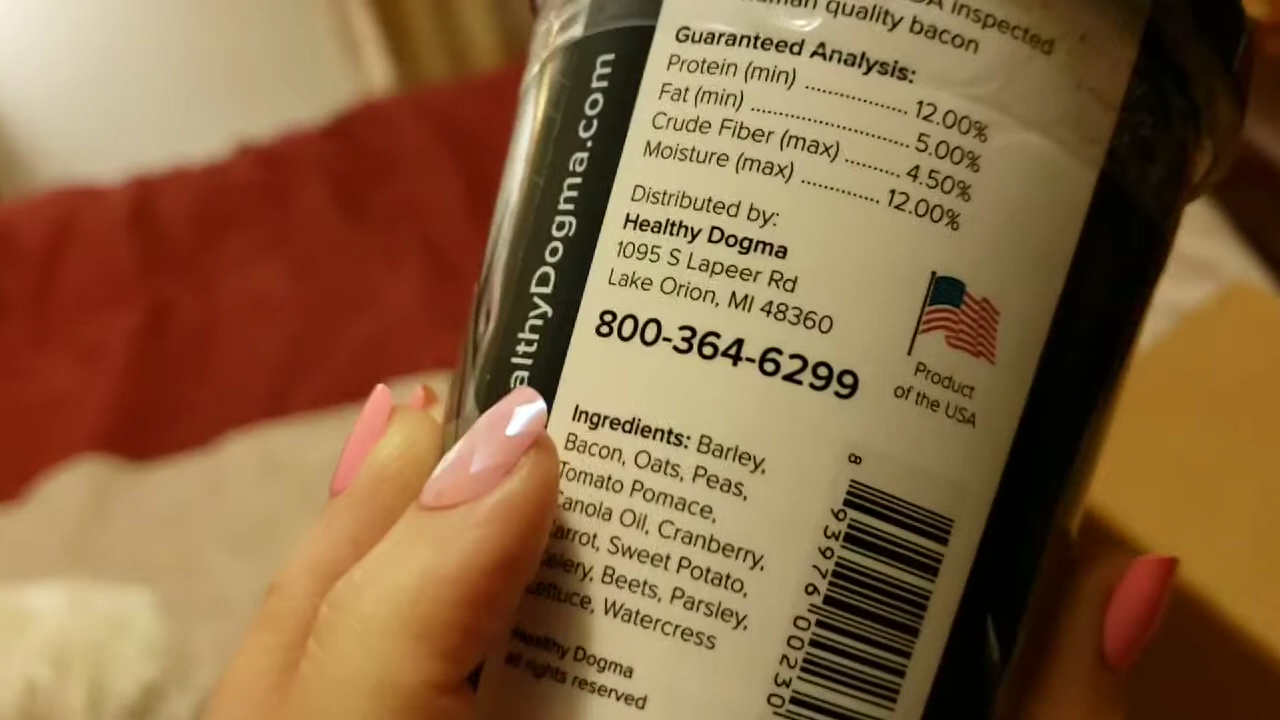 inspected
human quality bacon
Guaranteed Analysis:
Protein (min) .................. 12.00%
Fat (min) ........................... 5.00%
Crude Fiber (max) ......... 4.50%
Moisture (max) ............. 12.00%
Distributed by:
Healthy Dogma
1095 S Lapeer Rd
Lake Orion, MI 48360
800-364-6299
Product
of the USA
Ingredients: Barley,
Bacon, Oats, Peas,
Tomato Pomace,
Canola Oil, Cranberry,
Carrot, Sweet Potato,
Celery, Beets, Parsley,
Lettuce, Watercress
Healthy Dogma
all rights reserved
althyDogma.com
8 93976 00230